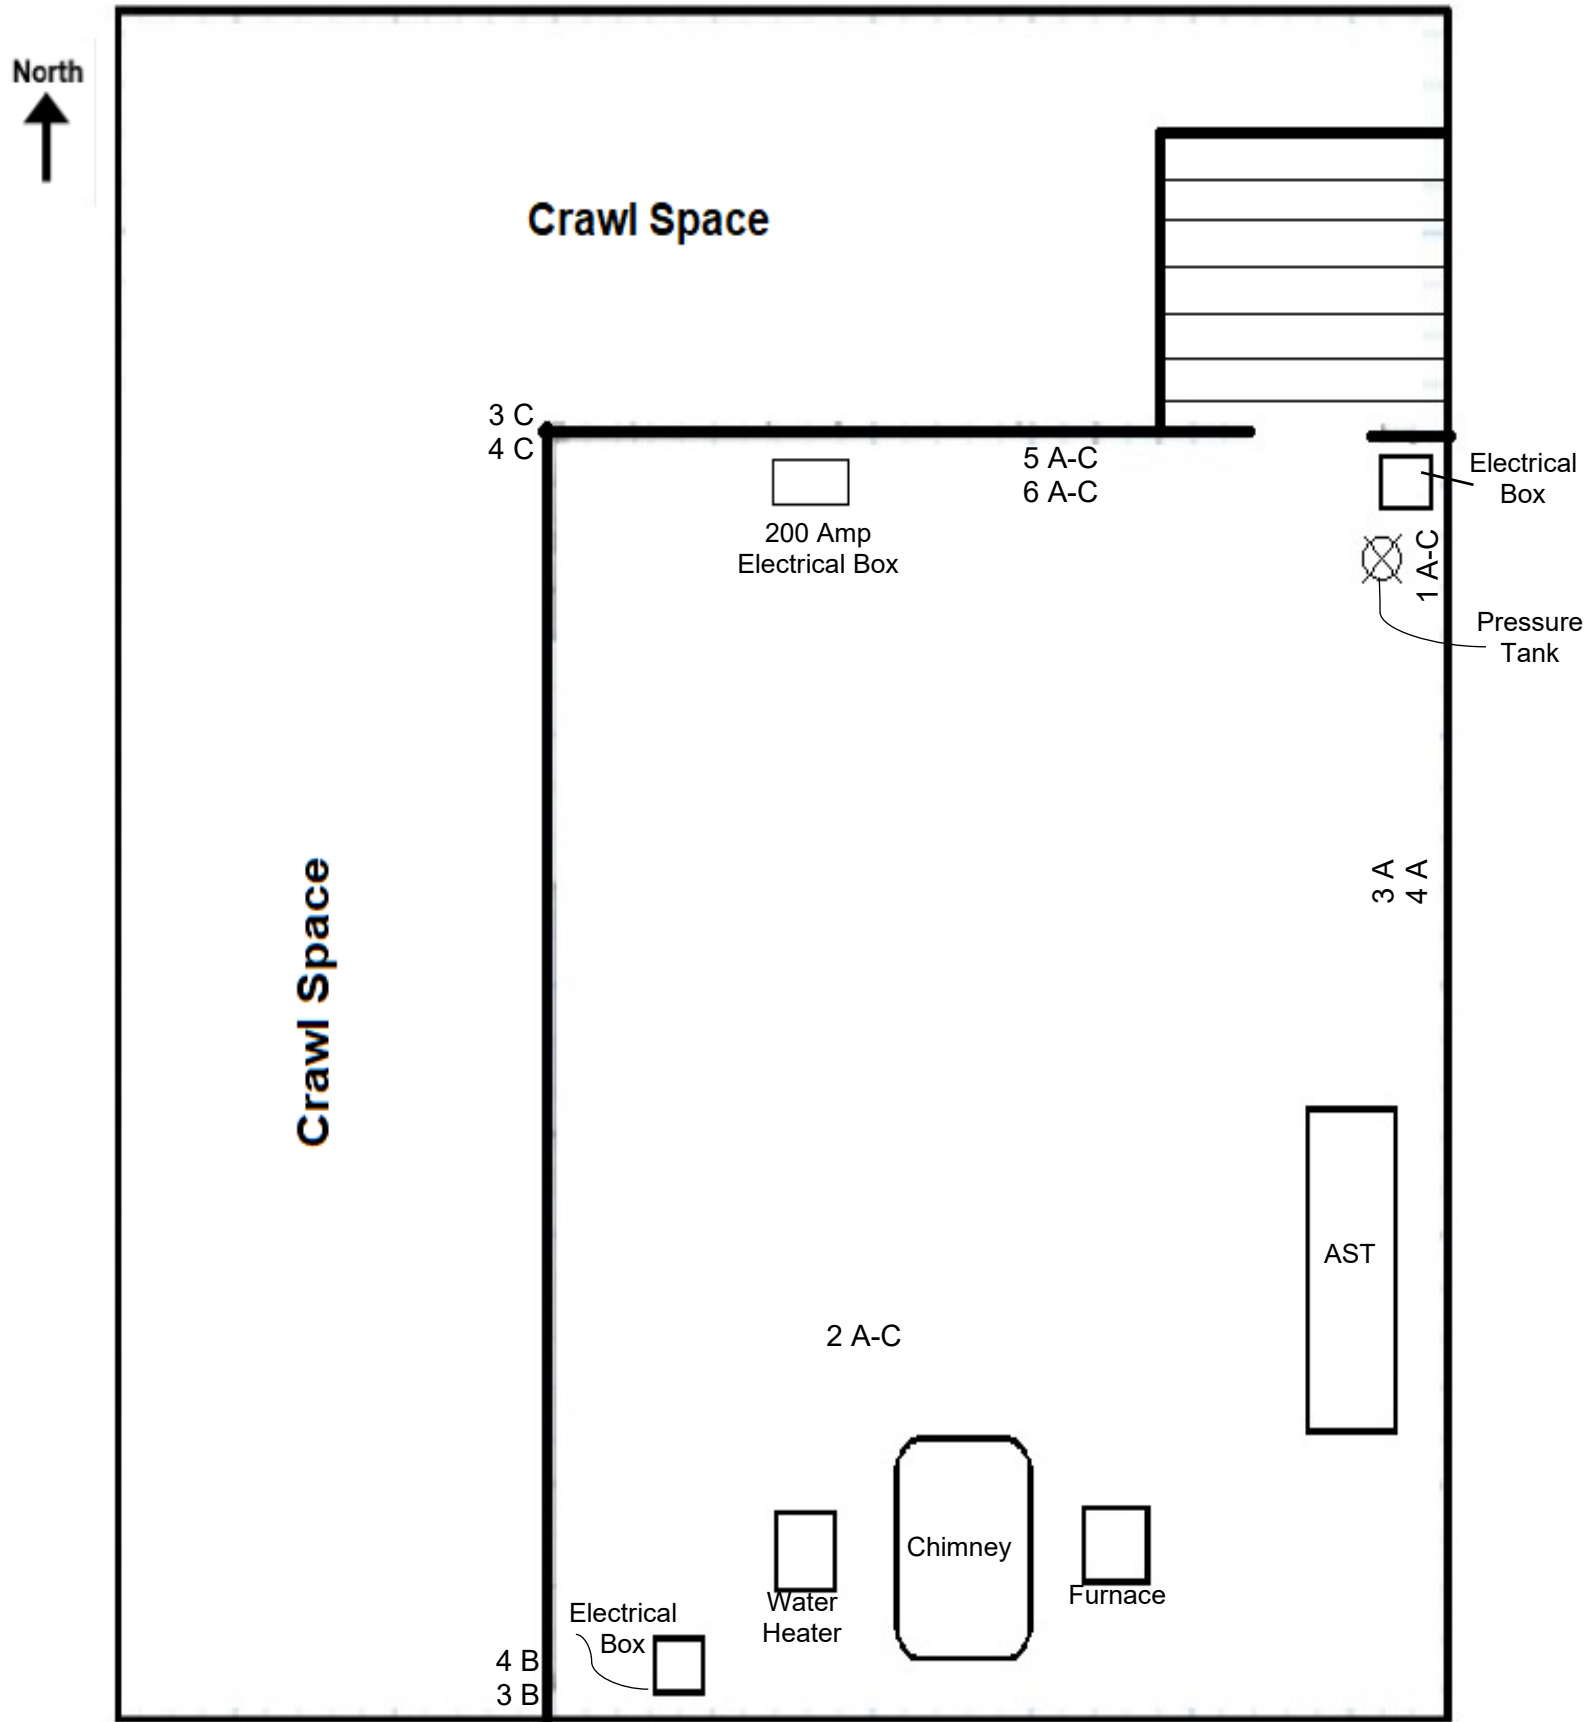 North
Crawl Space
3 C
4 C
5 A-C
6 A-C
Electrical
Box
200 Amp
Electrical Box
1 A-C
Pressure
Tank
3 A
4 A
Crawl Space
AST
2 A-C
Chimney
Furnace
Water
Heater
Electrical
Box
4 B
3 B